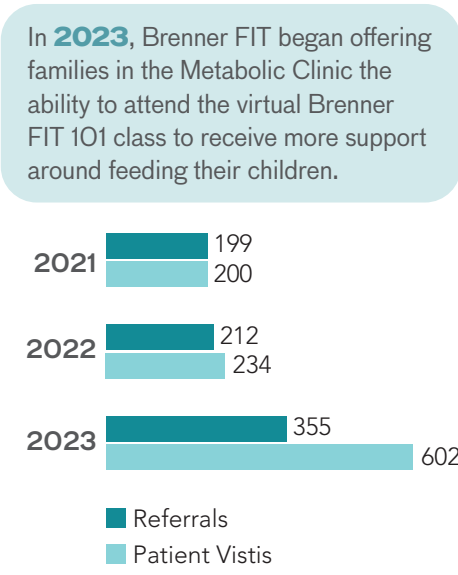 In 2023, Brenner FIT began offering
families in the Metabolic Clinic the
ability to attend the virtual Brenner
FIT 101 class to receive more support
around feeding their children.
2021
199
200
2022
212
234
2023
355
602
Referrals
Patient Vistis